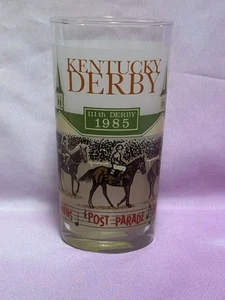 KENTUCKY
DERBY
111th DERBY
1985
POST PARADE